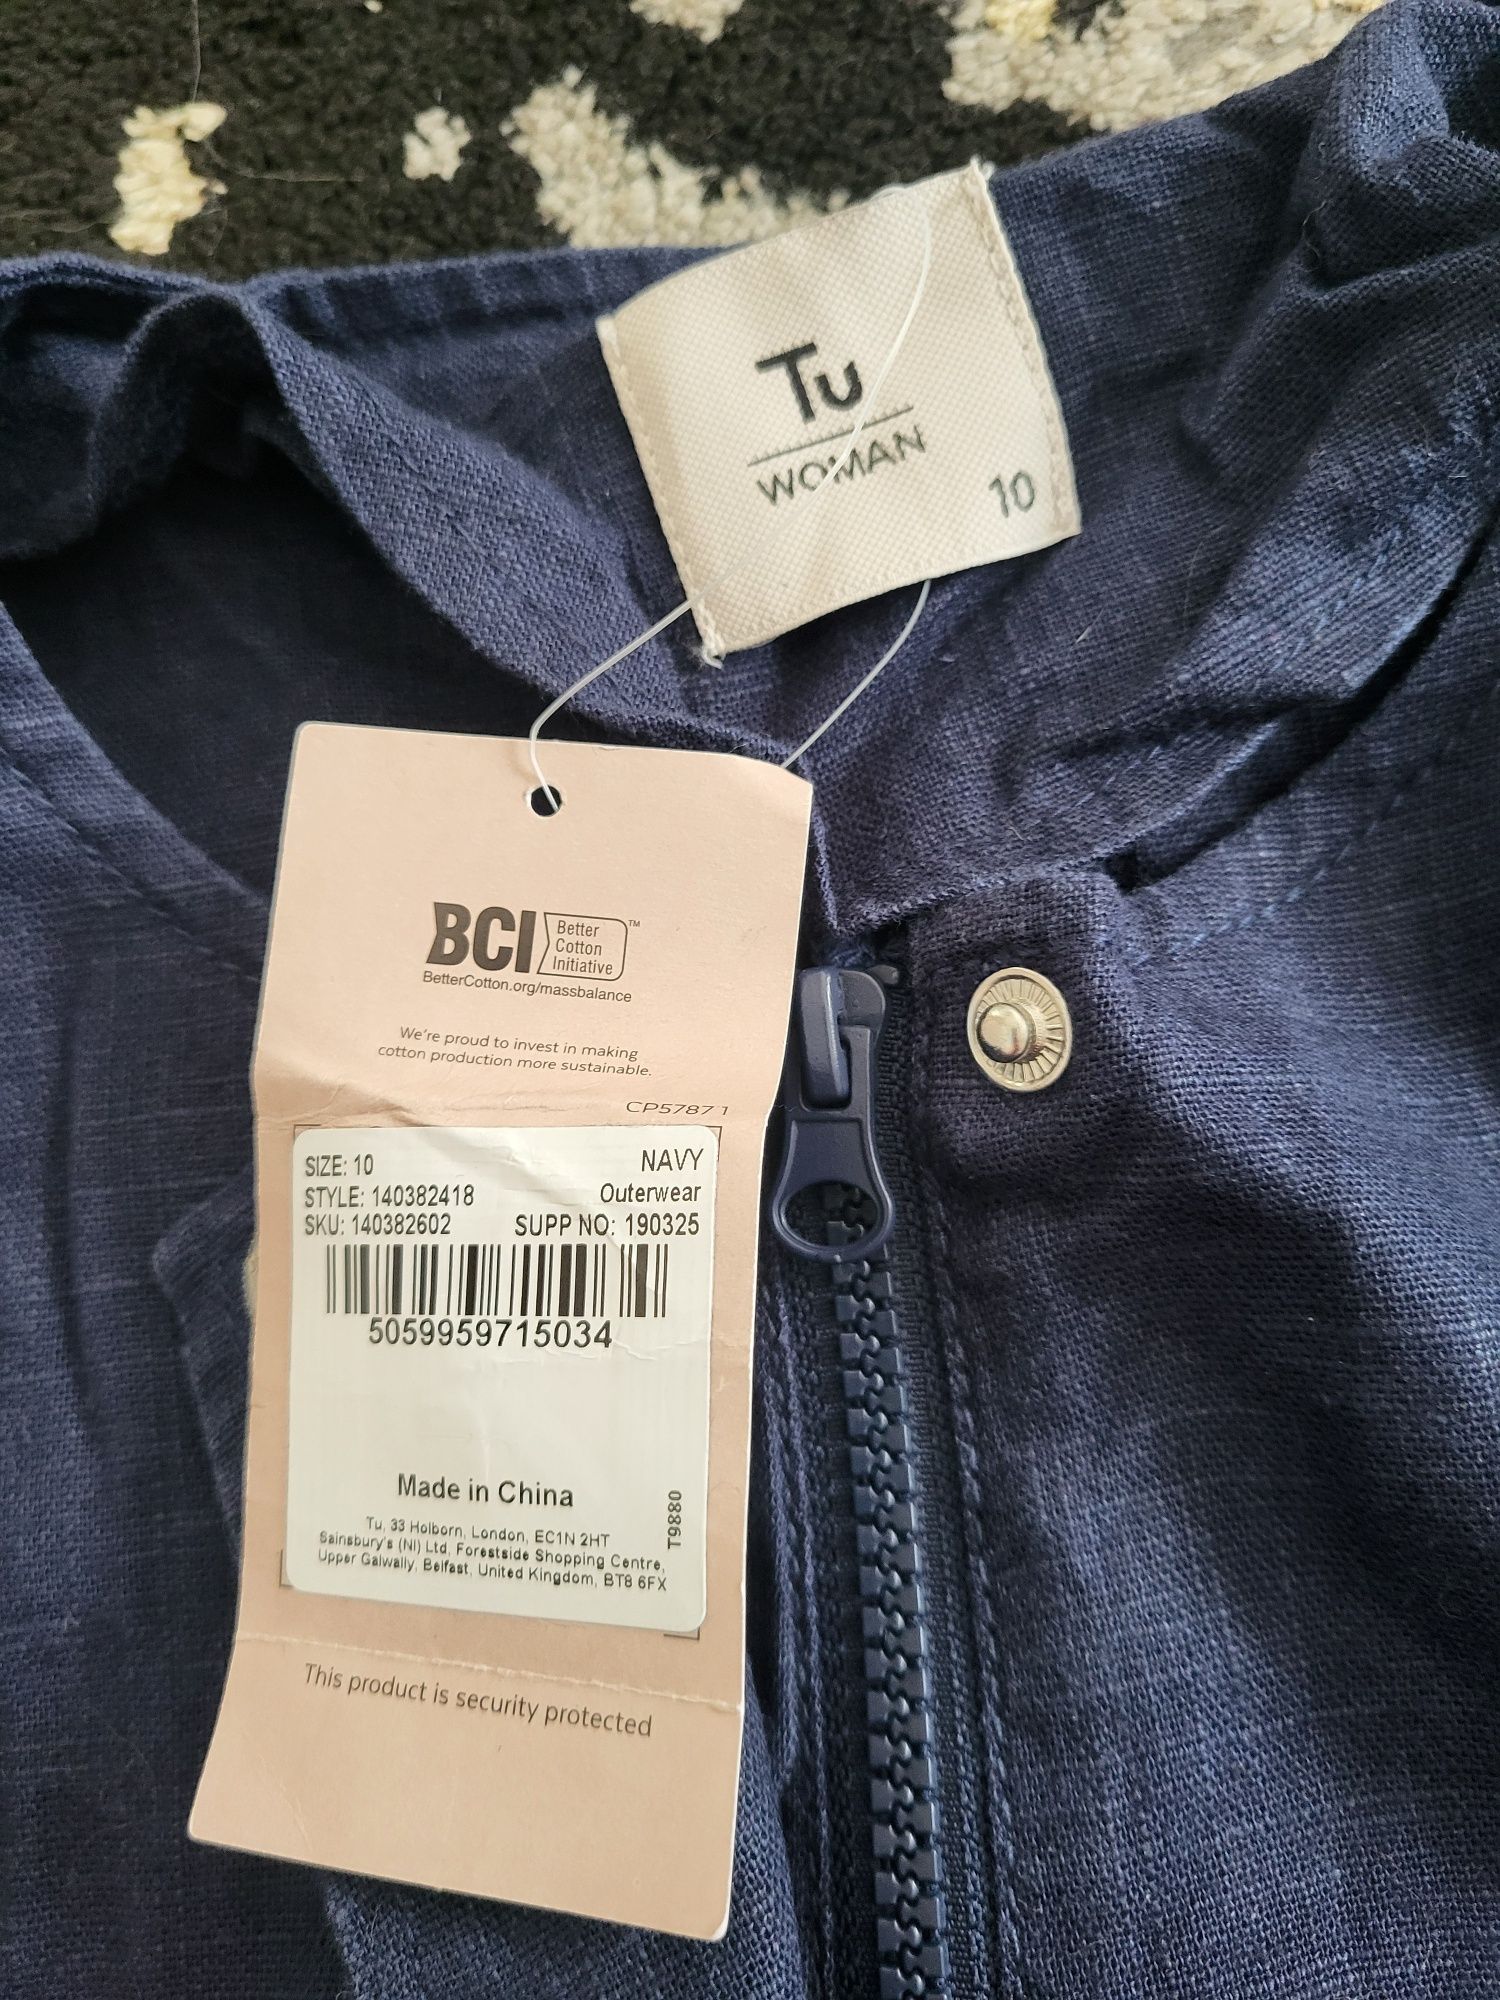 Tu
WOMAN
10
BCI
Better
Cotton
Initiative
™
BetterCotton.org/massbalance
We're proud to invest in making
cotton production more sustainable.
CP5787 1
SIZE: 10 NAVY
STYLE: 140382418 Outerwear
SKU: 140382602 SUPP NO: 190325
5059959715034
Made in China
T9880
Tu, 33 Holborn, London, EC1N 2HT
Sainsbury's (NI) Ltd, Forestside Shopping Centre,
Upper Galwally, Belfast, United Kingdom, BT8 6FX
This product is security protected